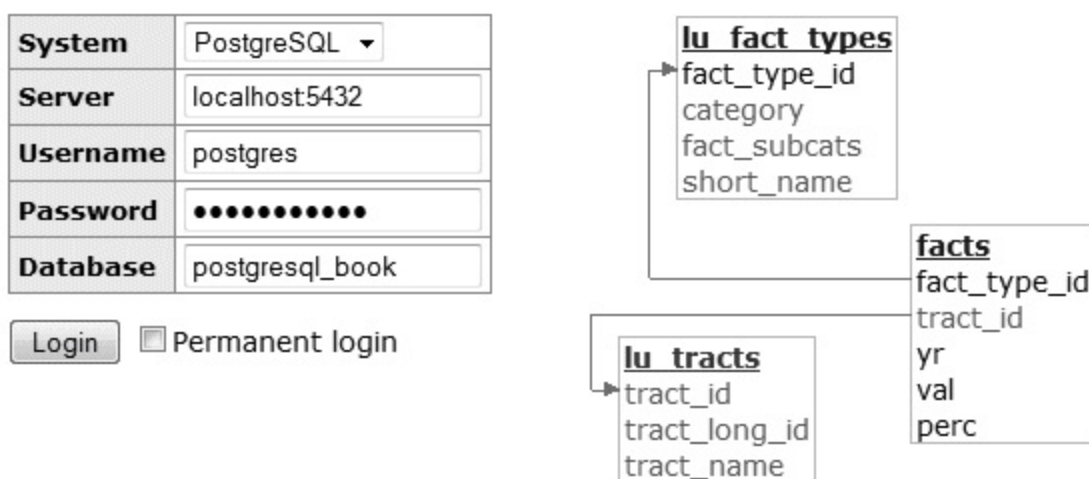 System PostgreSQL
Server localhost:5432
Username postgres
Password ●●●●●●●●●●●
Database postgresql_book
Login Permanent login
lu_fact_types
fact_type_id
category
fact_subcats
short_name
facts
fact_type_id
tract_id
yr
val
perc
lu_tracts
tract_id
tract_long_id
tract_name